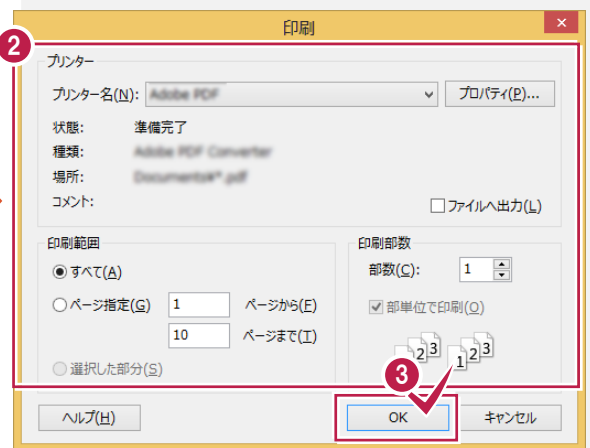 印刷
2
プリンター
プリンター名(N): Adobe PDF プロパティ(P)...
状態: 準備完了
種類: Adobe PDF Converter
場所: Documents¥*.pdf
コメント: ファイルへ出力(L)
印刷範囲
すべて(A)
ページ指定(G) 1 ページから(F)
10 ページまで(T)
選択した部分(S)
印刷部数
部数(C): 1
部単位で印刷(O)
2 3
1 2 3
3
ヘルプ(H) OK キャンセル